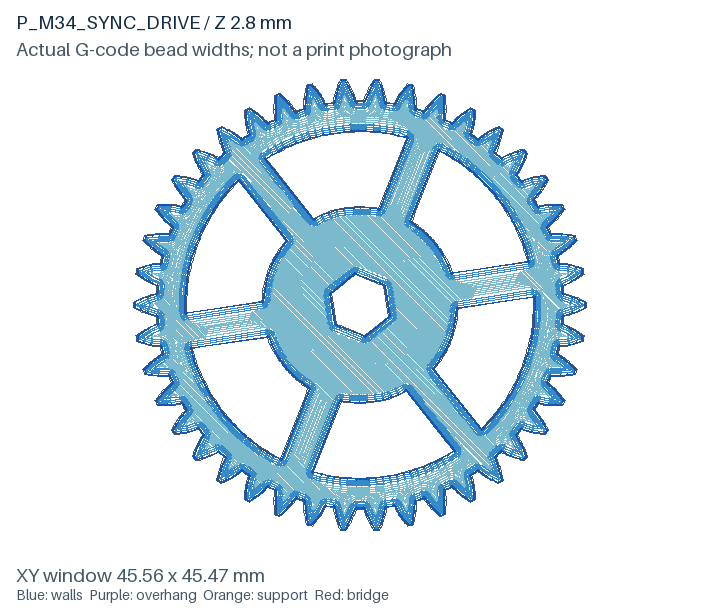 P_M34_SYNC_DRIVE / Z 2.8 mm
Actual G-code bead widths; not a print photograph
XY window 45.56 x 45.47 mm
Blue: walls  Purple: overhang  Orange: support  Red: bridge